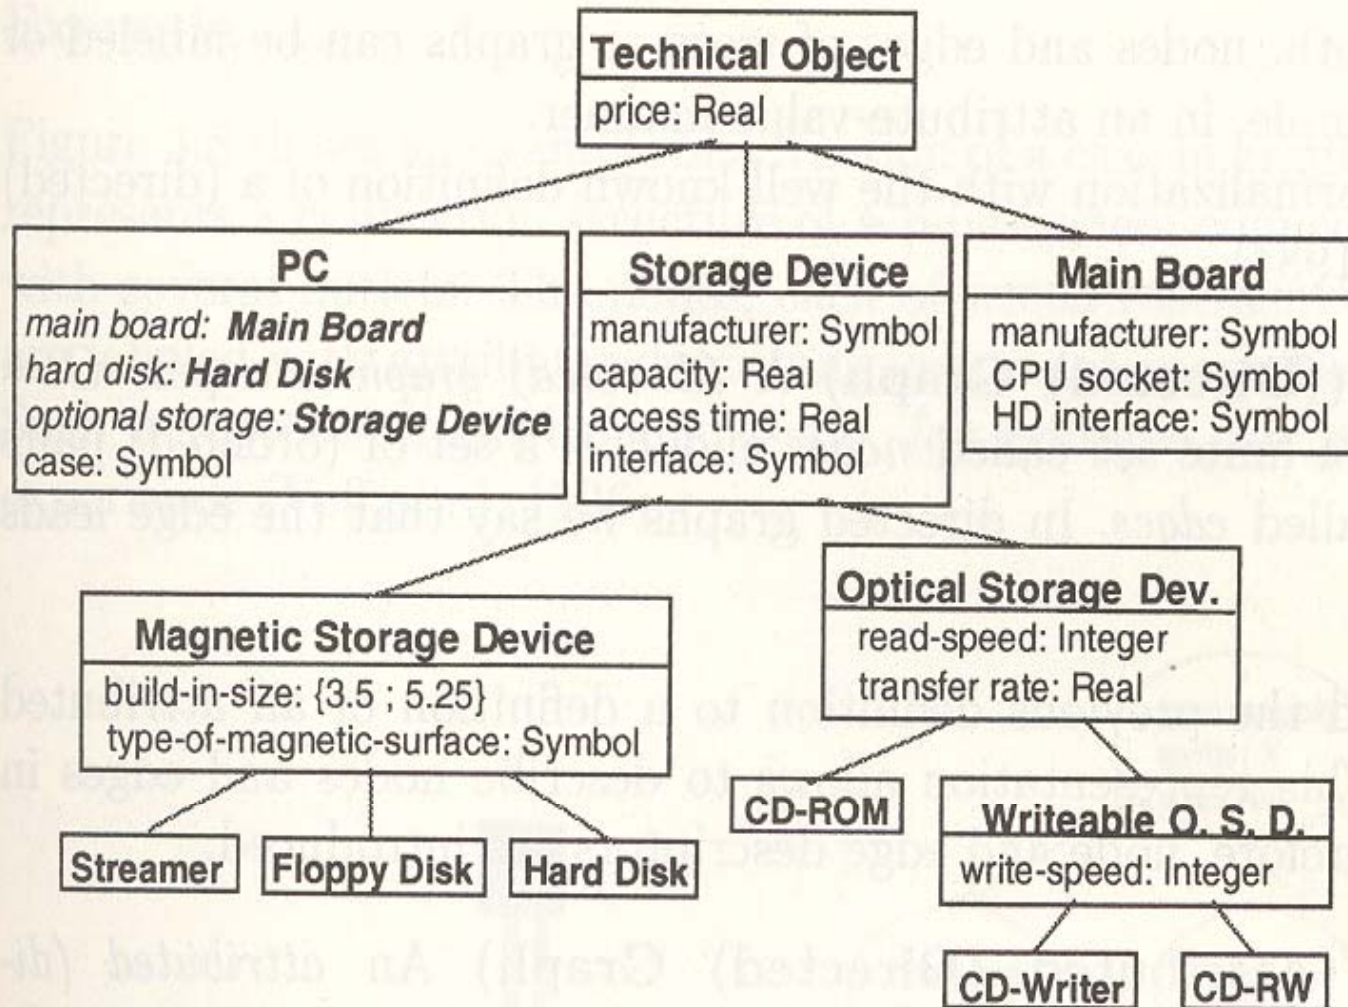 Technical Object
price: Real
PC
main board: Main Board
hard disk: Hard Disk
optional storage: Storage Device
case: Symbol
Storage Device
manufacturer: Symbol
capacity: Real
access time: Real
interface: Symbol
Main Board
manufacturer: Symbol
CPU socket: Symbol
HD interface: Symbol
Magnetic Storage Device
build-in-size: {3.5 ; 5.25}
type-of-magnetic-surface: Symbol
Optical Storage Dev.
read-speed: Integer
transfer rate: Real
Streamer
Floppy Disk
Hard Disk
CD-ROM
Writeable O. S. D.
write-speed: Integer
CD-Writer
CD-RW